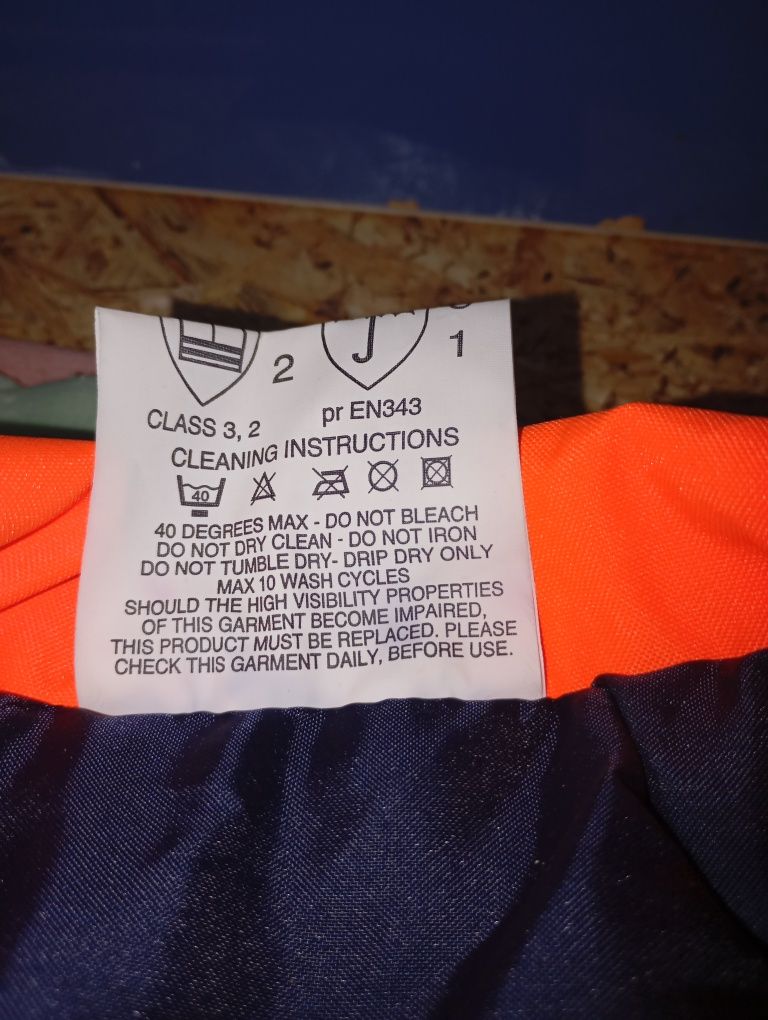 2 1
CLASS 3, 2 pr EN343
CLEANING INSTRUCTIONS
40
40 DEGREES MAX - DO NOT BLEACH
DO NOT DRY CLEAN - DO NOT IRON
DO NOT TUMBLE DRY- DRIP DRY ONLY
MAX 10 WASH CYCLES
SHOULD THE HIGH VISIBILITY PROPERTIES
OF THIS GARMENT BECOME IMPAIRED,
THIS PRODUCT MUST BE REPLACED. PLEASE
CHECK THIS GARMENT DAILY, BEFORE USE.